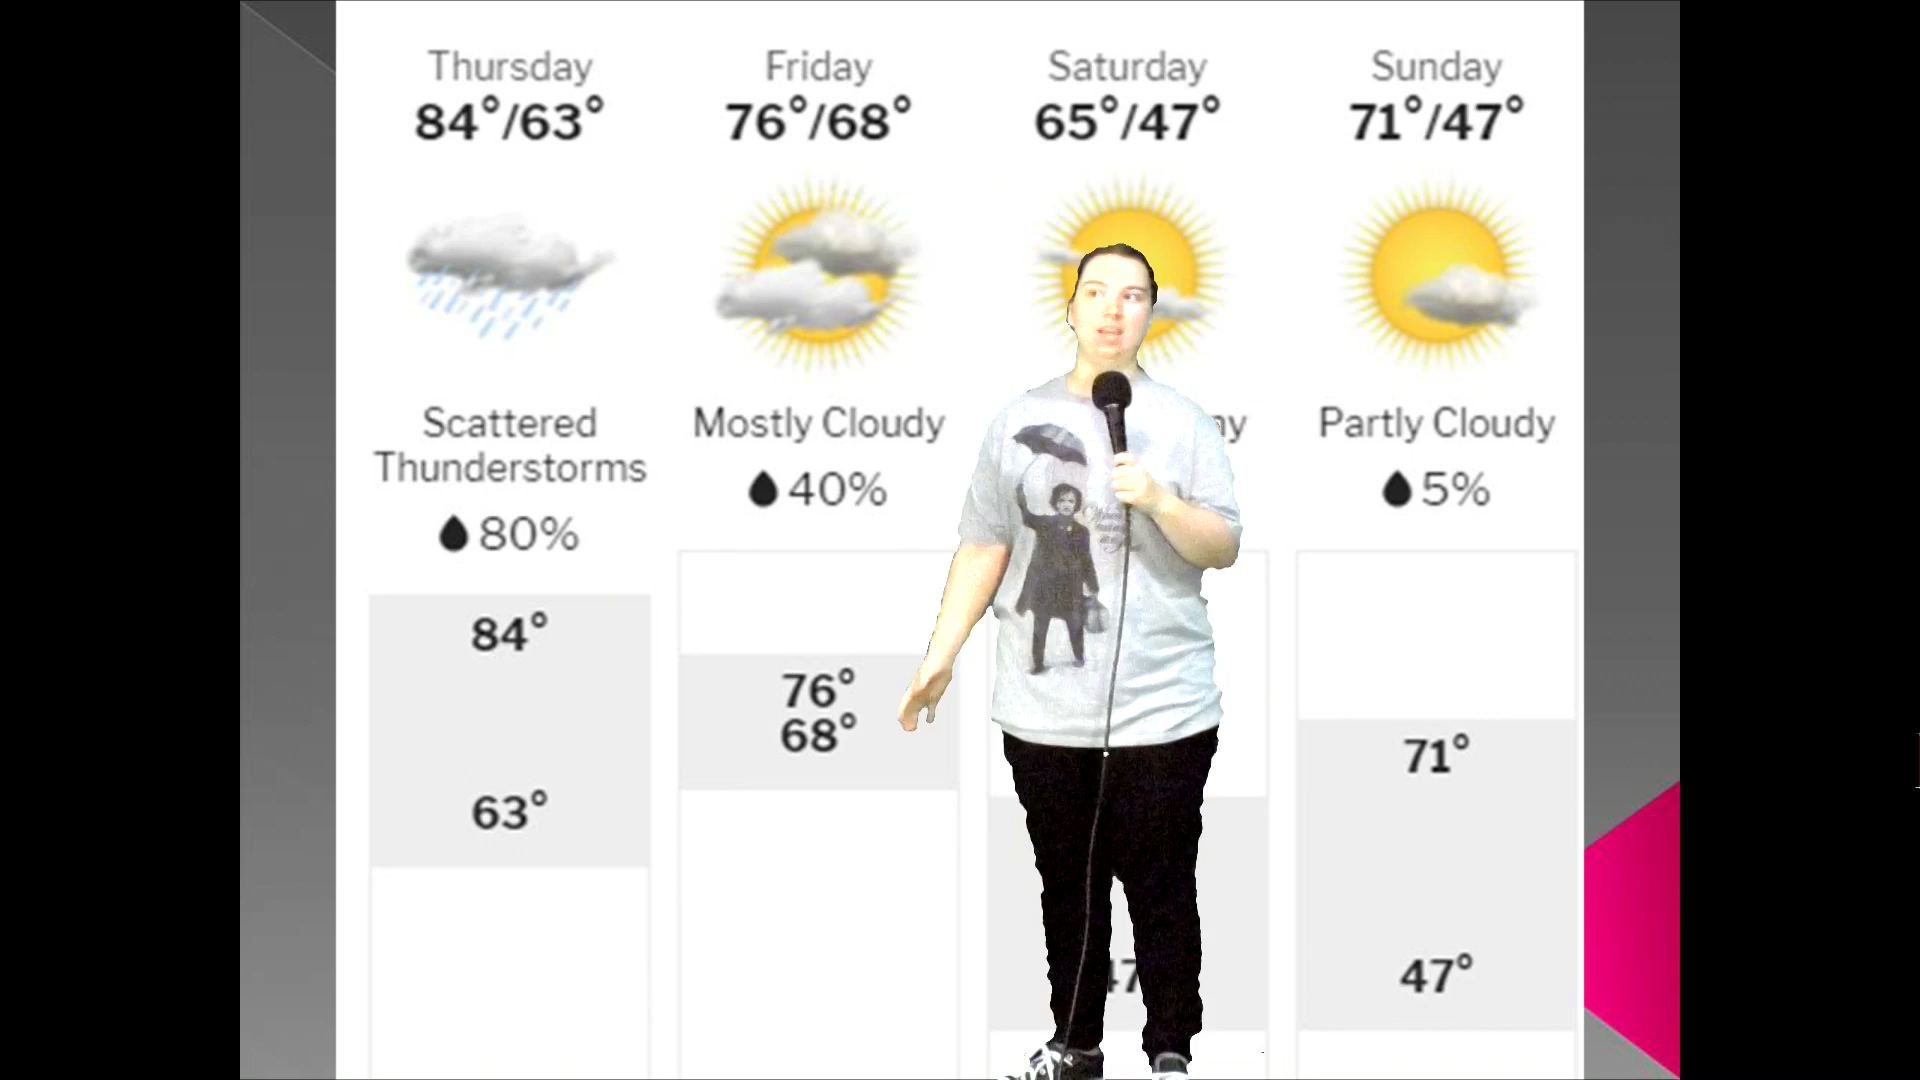 Thursday
84°/63°
Scattered
Thunderstorms
80%
84°
63°
Friday
76°/68°
Mostly Cloudy
40%
76°
68°
Saturday
65°/47°
47
Sunday
71°/47°
Partly Cloudy
5%
71°
47°